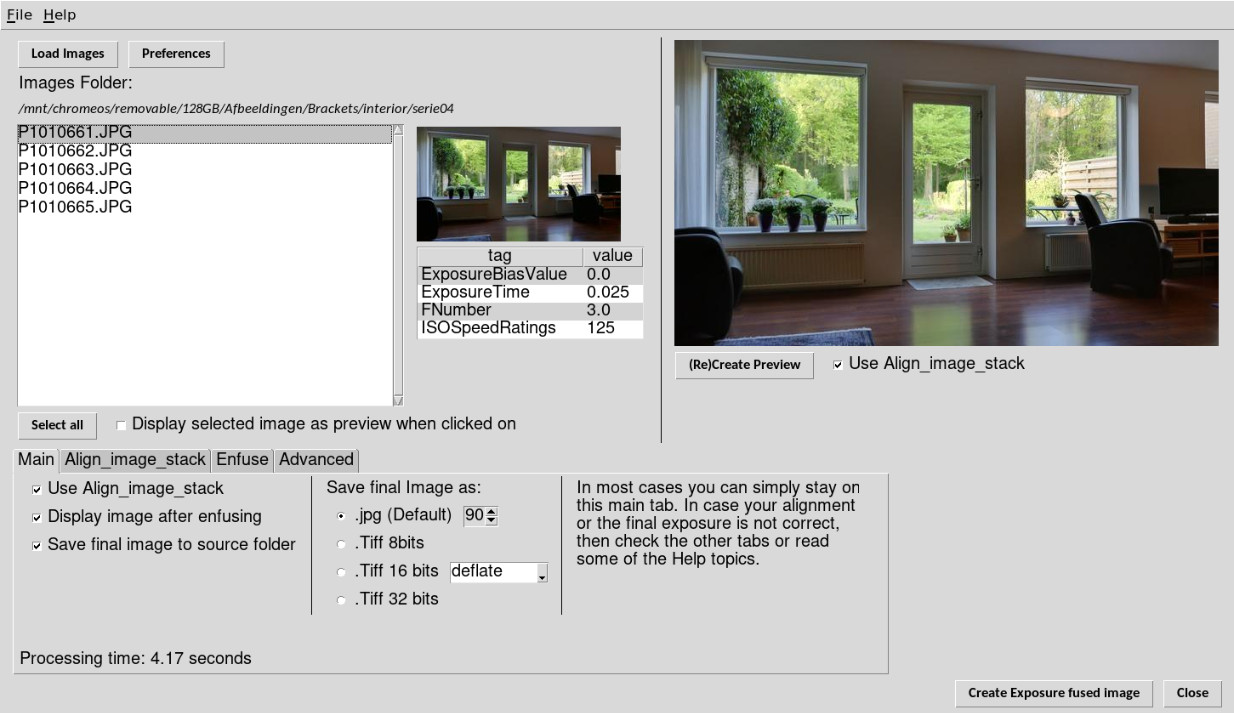 File Help
Load Images Preferences
Images Folder:
/mnt/chromeos/removable/128GB/Afbeeldingen/Brackets/interior/serie04
P1010661.JPG
P1010662.JPG
P1010663.JPG
P1010664.JPG
P1010665.JPG
tag value
ExposureBiasValue 0.0
ExposureTime 0.025
FNumber 3.0
ISOSpeedRatings 125
(Re)Create Preview Use Align_image_stack
Select all Display selected image as preview when clicked on
Main Align_image_stack Enfuse Advanced
Use Align_image_stack
Display image after enfusing
Save final image to source folder
Save final Image as:
.jpg (Default) 90
.Tiff 8bits
.Tiff 16 bits deflate
.Tiff 32 bits
In most cases you can simply stay on
this main tab. In case your alignment
or the final exposure is not correct,
then check the other tabs or read
some of the Help topics.
Processing time: 4.17 seconds
Create Exposure fused image Close